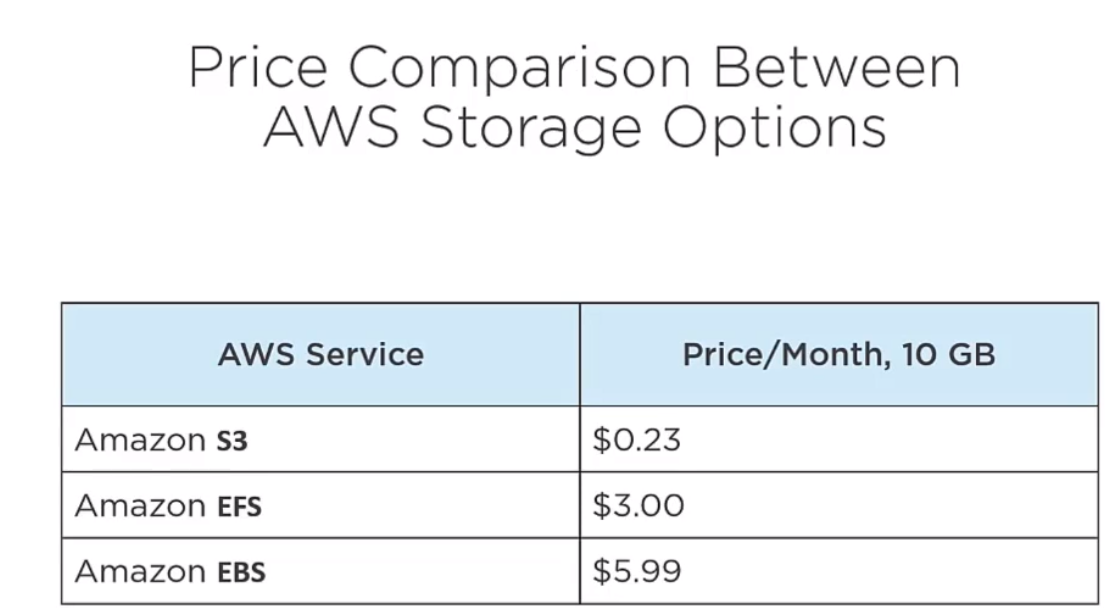 Price Comparison Between
AWS Storage Options
AWS Service Price/Month, 10 GB
Amazon S3 $0.23
Amazon EFS $3.00
Amazon EBS $5.99